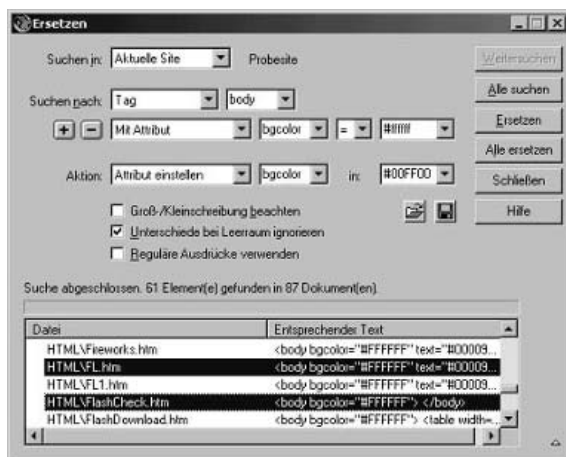 Ersetzen
Suchen in: Aktuelle Site Probesite
Weitersuchen
Suchen nach: Tag body
Alle suchen
+ − Mit Attribut bgcolor = #ffffff
Ersetzen
Alle ersetzen
Aktion: Attribut einstellen bgcolor in: #00FF00
Schließen
Groß-/Kleinschreibung beachten
Hilfe
Unterschiede bei Leerraum ignorieren
Reguläre Ausdrücke verwenden
Suche abgeschlossen. 61 Element(e) gefunden in 87 Dokument(en).
Datei Entsprechender Text
HTML\Fireworks.htm <body bgcolor="#FFFFFF" text="#00009...
HTML\FL.htm <body bgcolor="#FFFFFF" text="#00009...
HTML\FL1.htm <body bgcolor="#FFFFFF" text="#00009...
HTML\FlashCheck.htm <body bgcolor="#FFFFFF"> </body>
HTML\FlashDownload.htm <body bgcolor="#FFFFFF"> <table width=...